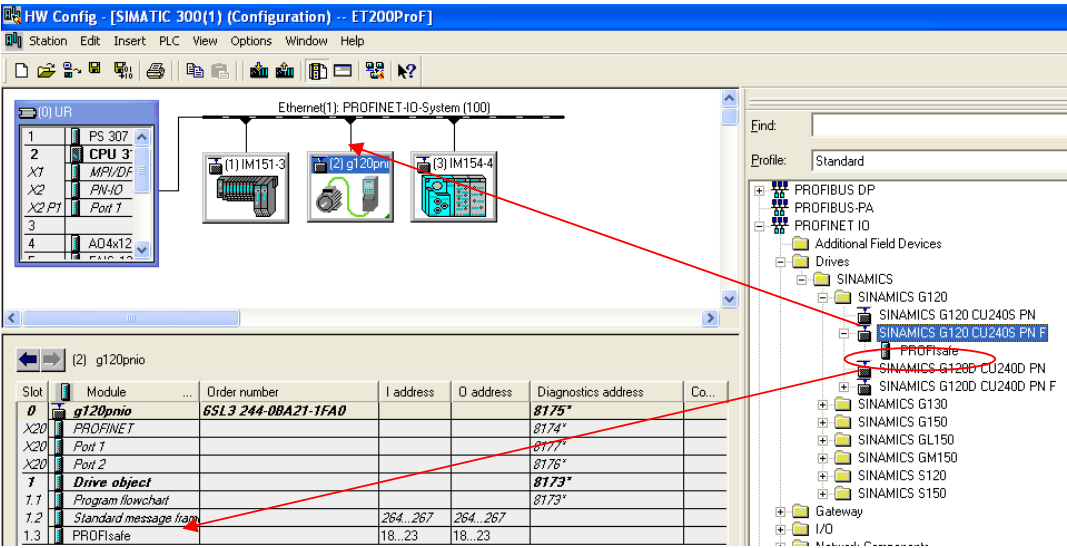 HW Config - [SIMATIC 300(1) (Configuration) -- ET200ProF]
Station Edit Insert PLC View Options Window Help
(0) UR
1 PS 307
2 CPU 3
X1 MPI/DP
X2 PN-IO
X2 P1 Port 1
3
4 AO4x12
Ethernet(1): PROFINET-IO-System (100)
(1) IM151-3
(2) g120pni
(3) IM154-4
Find:
Profile: Standard
PROFIBUS DP
PROFIBUS-PA
PROFINET IO
Additional Field Devices
Drives
SINAMICS
SINAMICS G120
SINAMICS G120 CU240S PN
SINAMICS G120 CU240S PN F
PROFIsafe
SINAMICS G120D CU240D PN
SINAMICS G120D CU240D PN F
SINAMICS G130
SINAMICS G150
SINAMICS GL150
SINAMICS GM150
SINAMICS S120
SINAMICS S150
Gateway
I/O
Network Components
(2) g120pnio
Slot Module ... Order number I address O address Diagnostics address Co...
0 g120pnio 6SL3 244-0BA21-1FA0 8175*
X20 PROFINET 8174*
X20 Port 1 8177*
X20 Port 2 8176*
1 Drive object 8173*
1.1 Program flowchart 8173*
1.2 Standard message fram 264...267 264...267
1.3 PROFIsafe 18...23 18...23